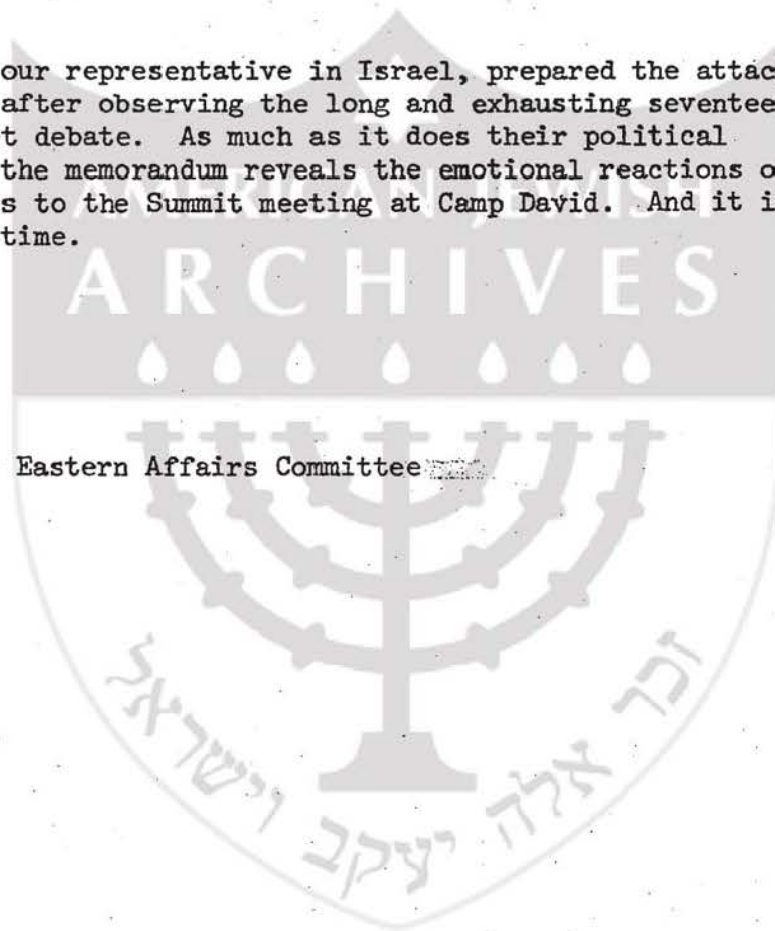 our representative in Israel, prepared the attac
after observing the long and exhausting seventee
t debate. As much as it does their political
the memorandum reveals the emotional reactions o
s to the Summit meeting at Camp David. And it i
time.
AMERICAN JEWISH
ARCHIVES
Eastern Affairs Committee
זכר אלה יעקב וישראל